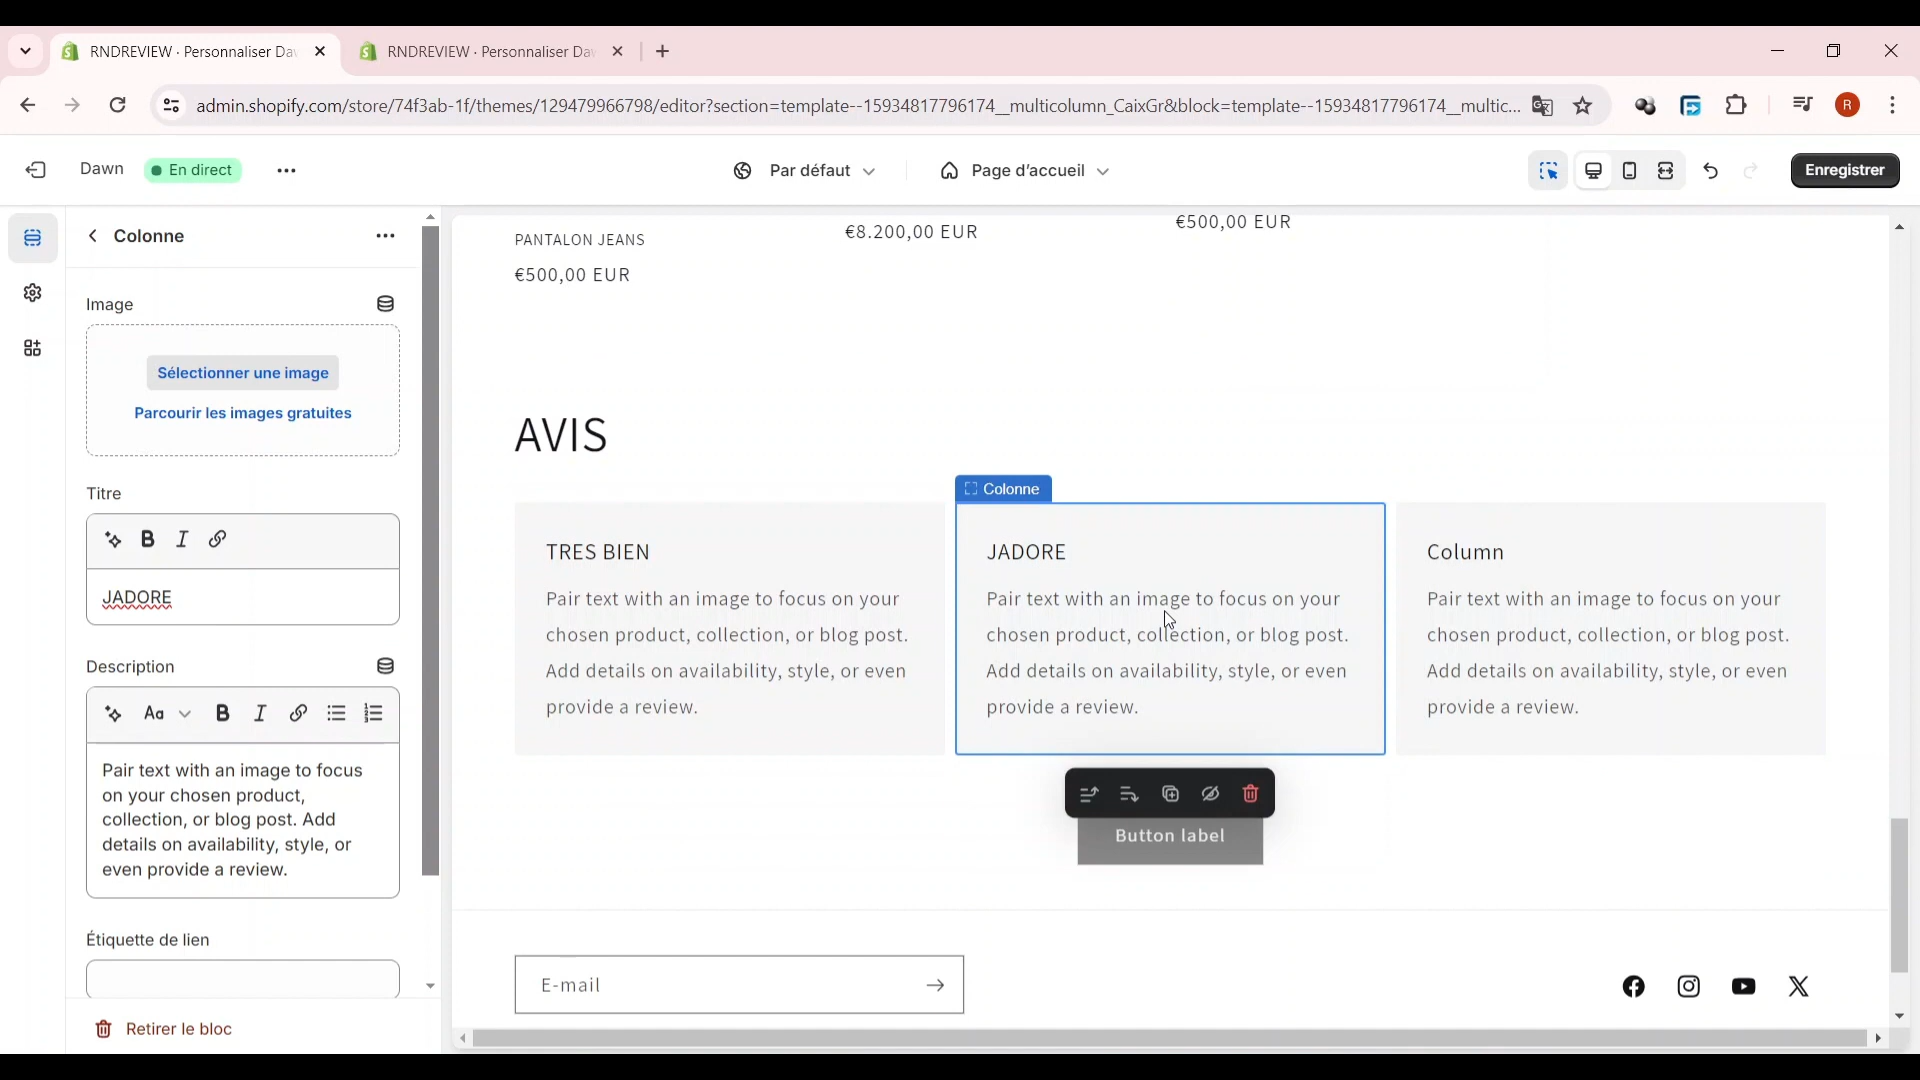 RNDREVIEW · Personnaliser Daw
RNDREVIEW · Personnaliser Da
admin.shopify.com/store/74f3ab-1f/themes/129479966798/editor?section=template--15934817796174__multicolumn_CaixGr&block=template--15934817796174__multic...
R
Dawn
En direct
Par défaut
Page d'accueil
Enregistrer
Colonne
Image
Sélectionner une image
Parcourir les images gratuites
Titre
B I
JADORE
Description
Aa B I
Pair text with an image to focus
on your chosen product,
collection, or blog post. Add
details on availability, style, or
even provide a review.
Étiquette de lien
Retirer le bloc
PANTALON JEANS
€500,00 EUR
€8.200,00 EUR
€500,00 EUR
AVIS
Colonne
TRES BIEN
Pair text with an image to focus on your
chosen product, collection, or blog post.
Add details on availability, style, or even
provide a review.
JADORE
Pair text with an image to focus on your
chosen product, collection, or blog post.
Add details on availability, style, or even
provide a review.
Column
Pair text with an image to focus on your
chosen product, collection, or blog post.
Add details on availability, style, or even
provide a review.
Button label
E-mail